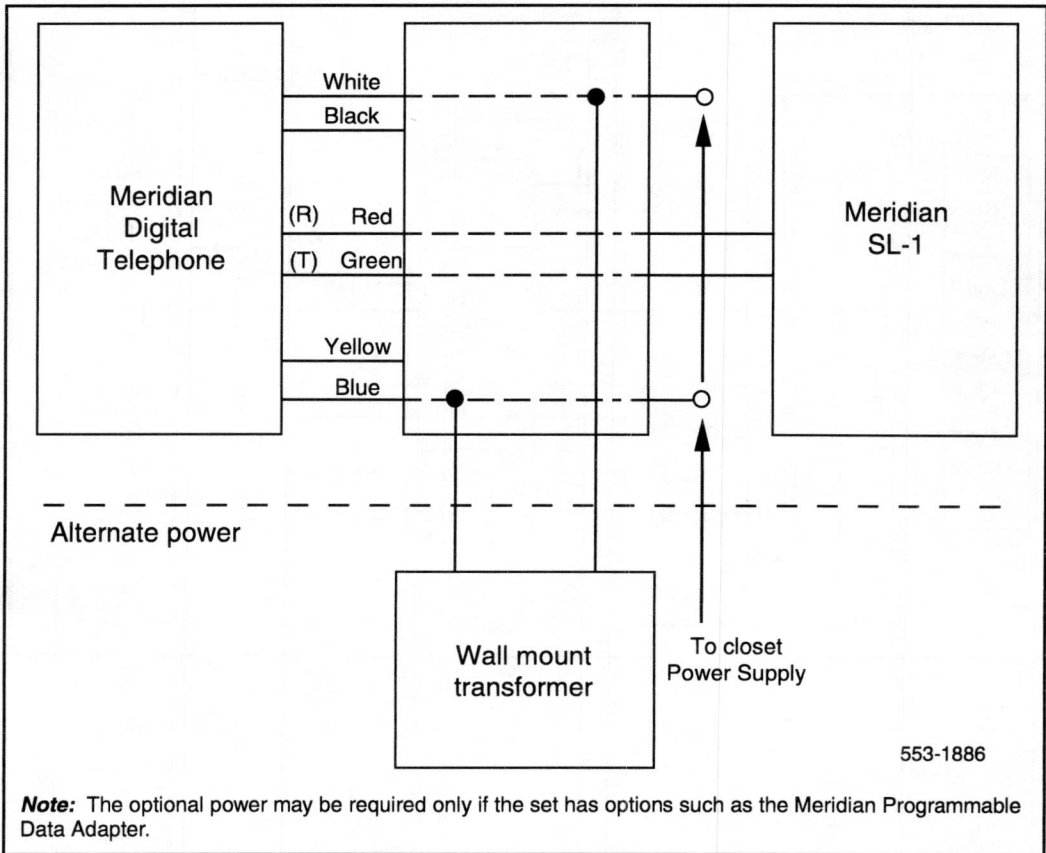 White
Black
Meridian
Digital
Telephone
(R) Red
(T) Green
Meridian
SL-1
Yellow
Blue
Alternate power
Wall mount
transformer
To closet
Power Supply
553-1886
Note: The optional power may be required only if the set has options such as the Meridian Programmable
Data Adapter.